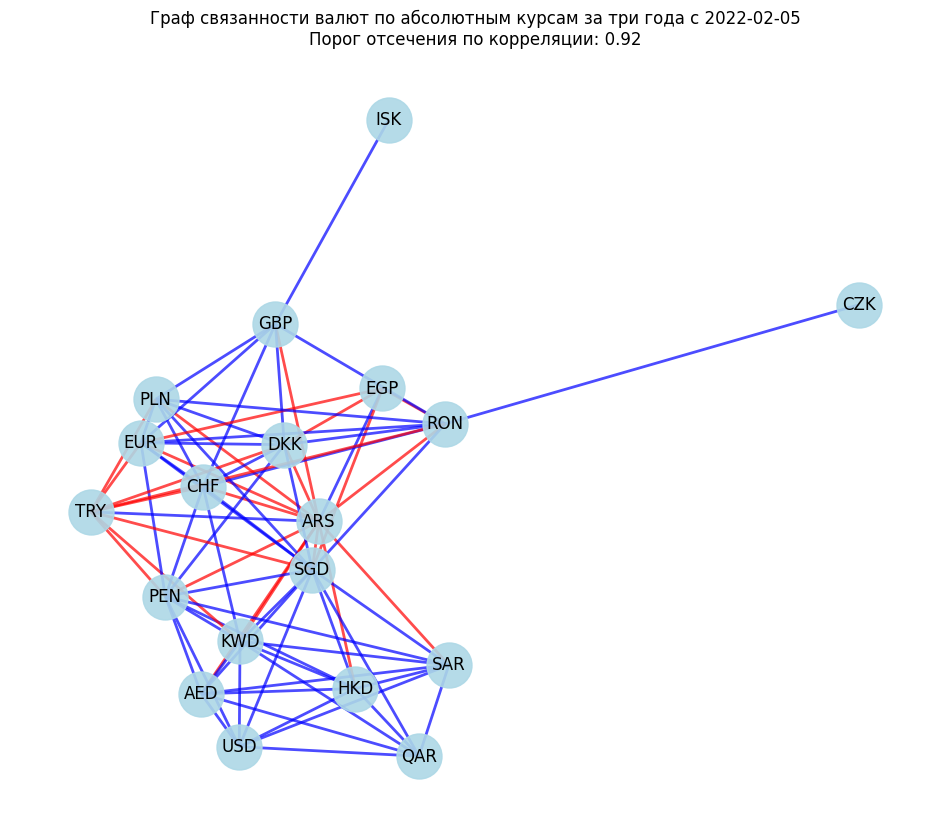 Граф связанности валют по абсолютным курсам за три года с 2022-02-05
Порог отсечения по корреляции: 0.92
ISK
CZK
GBP
EGP
PLN
RON
EUR
DKK
CHF
TRY
ARS
SGD
PEN
KWD
SAR
AED
HKD
USD
QAR